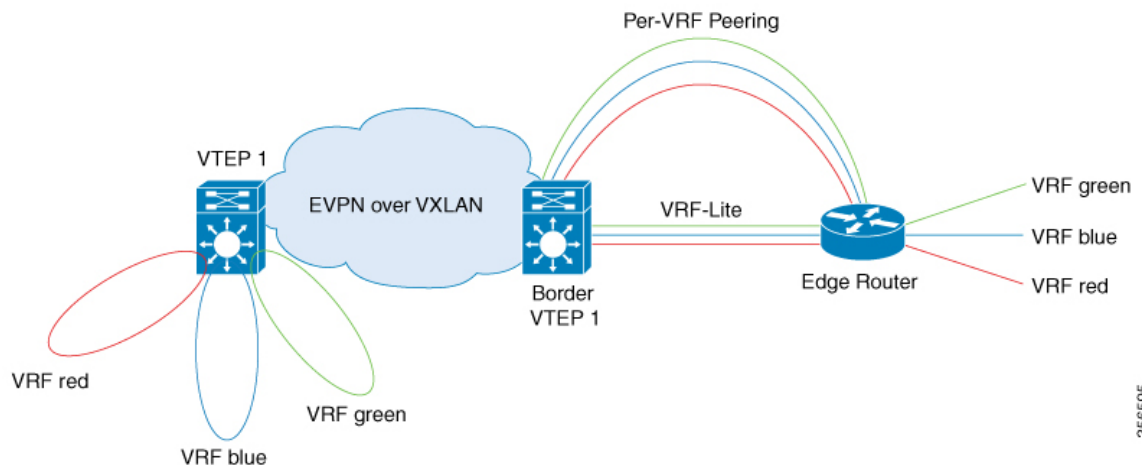 Per-VRF Peering
VTEP 1
EVPN over VXLAN
VRF-Lite
VRF green
VRF blue
VRF red
Edge Router
Border
VTEP 1
VRF red
VRF green
VRF blue